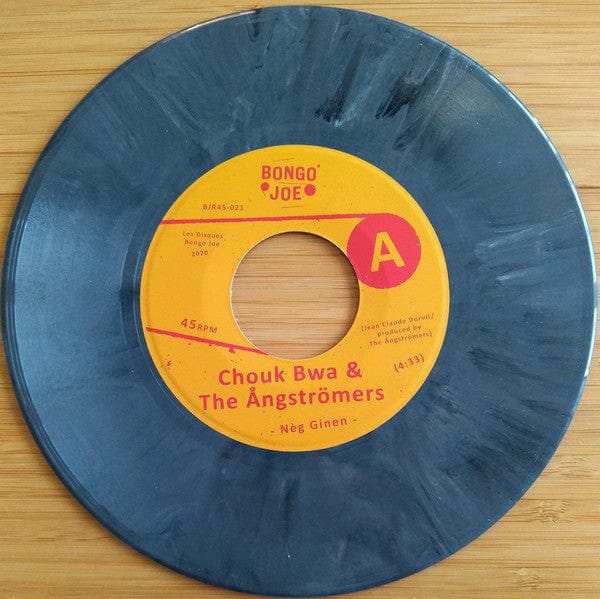 BONGO
JOE
BJR45-021
Les Disques
Bongo Joe
2020
A
45RPM
(Jean Claude Dorvil/
produced by
The Ångströmers)
(4:33)
Chouk Bwa &
The Ångströmers
- Nèg Ginen -